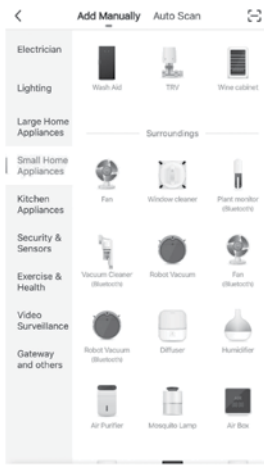 Add Manually Auto Scan
Electrician
Lighting
Large Home
Appliances
Small Home
Appliances
Kitchen
Appliances
Security &
Sensors
Exercise &
Health
Video
Surveillance
Gateway
and others
Wash Aid TRV Wine cabinet
Surroundings
Fan Window cleaner Plant monitor
(Bluetooth)
Vacuum Cleaner Robot Vacuum Fan
(Bluetooth) (Bluetooth)
Robot Vacuum Diffuser Humidifier
(Bluetooth)
Air Purifier Mosquito Lamp Air Box